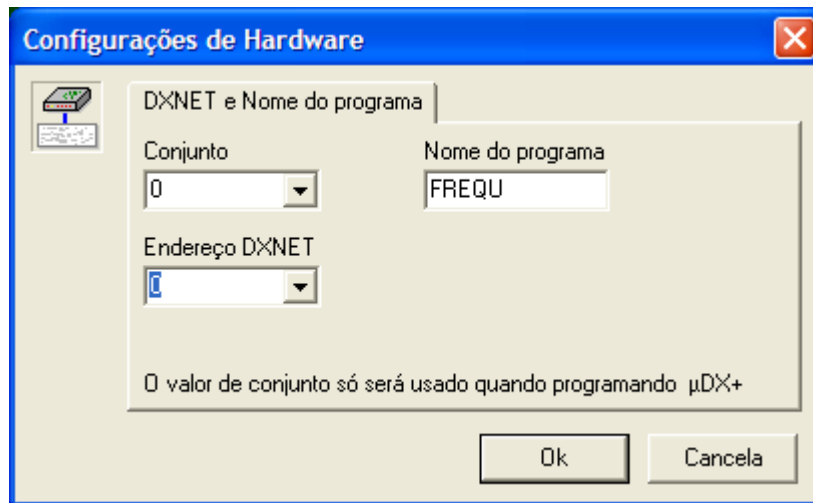 Configurações de Hardware
DXNET e Nome do programa
Conjunto
Nome do programa
0
FREQU
Endereço DXNET
0
O valor de conjunto só será usado quando programando µDX+
Ok
Cancela